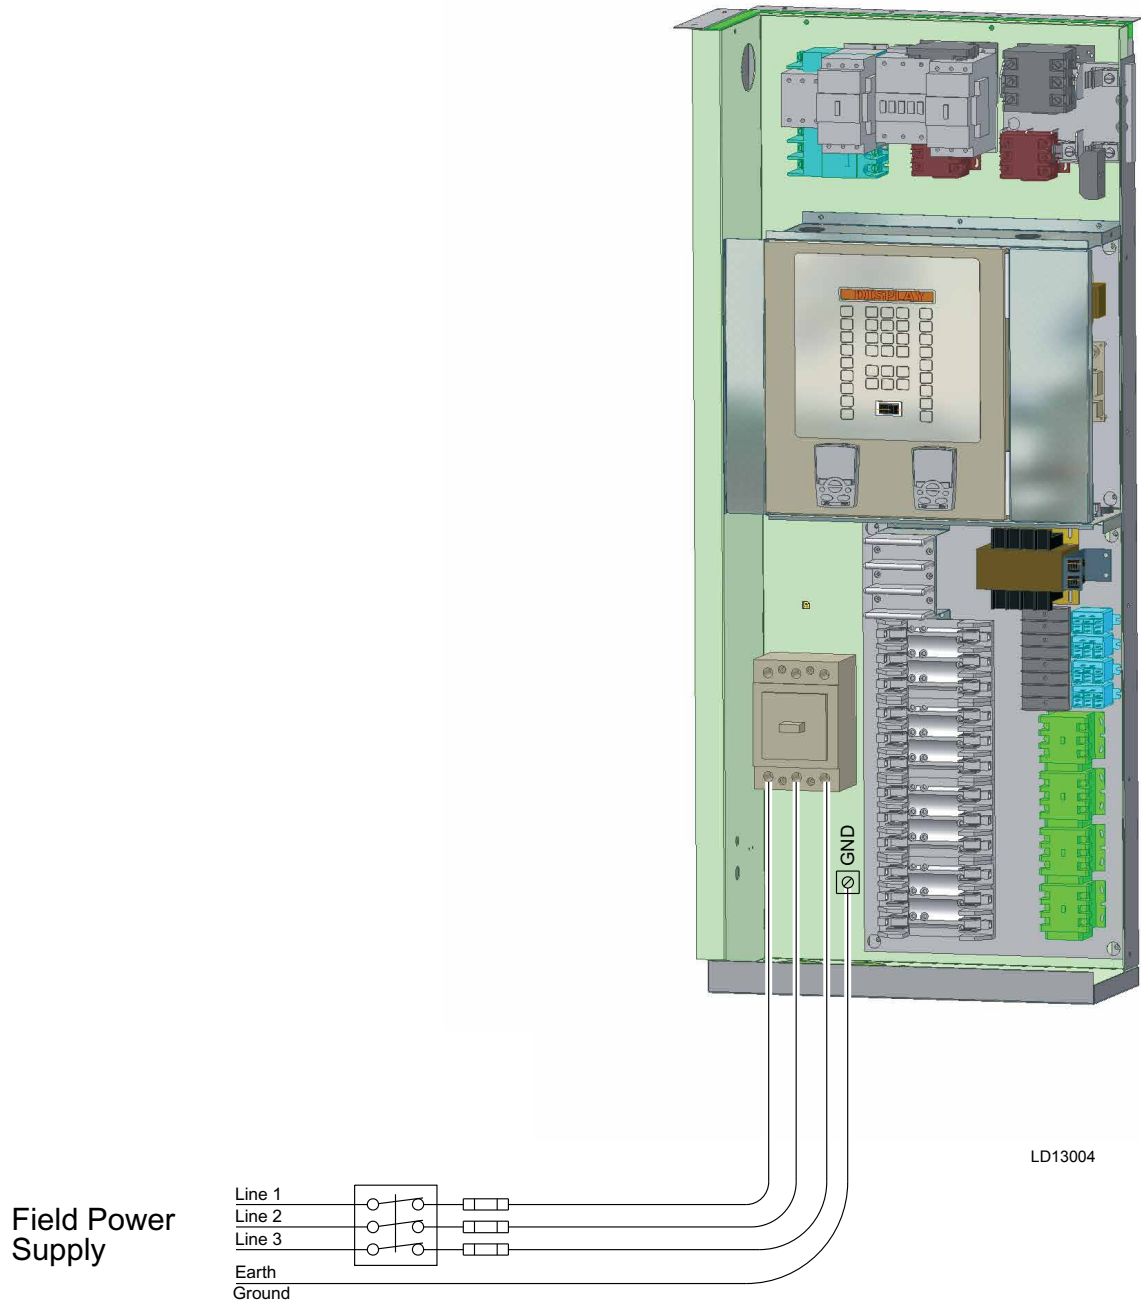 DISPLAY
GND
LD13004
Field Power
Supply
Line 1
Line 2
Line 3
Earth
Ground